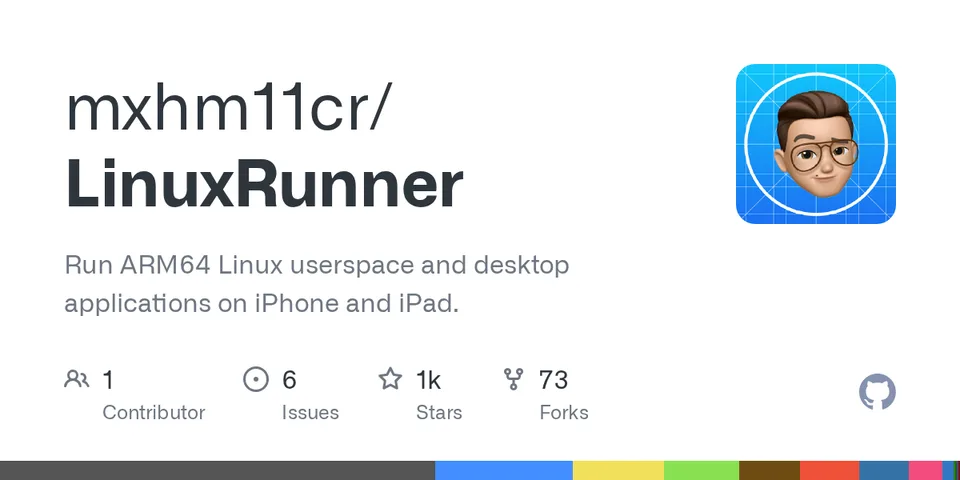 mxhm11cr/
LinuxRunner
Run ARM64 Linux userspace and desktop
applications on iPhone and iPad.
1
Contributor
6
Issues
1k
Stars
73
Forks